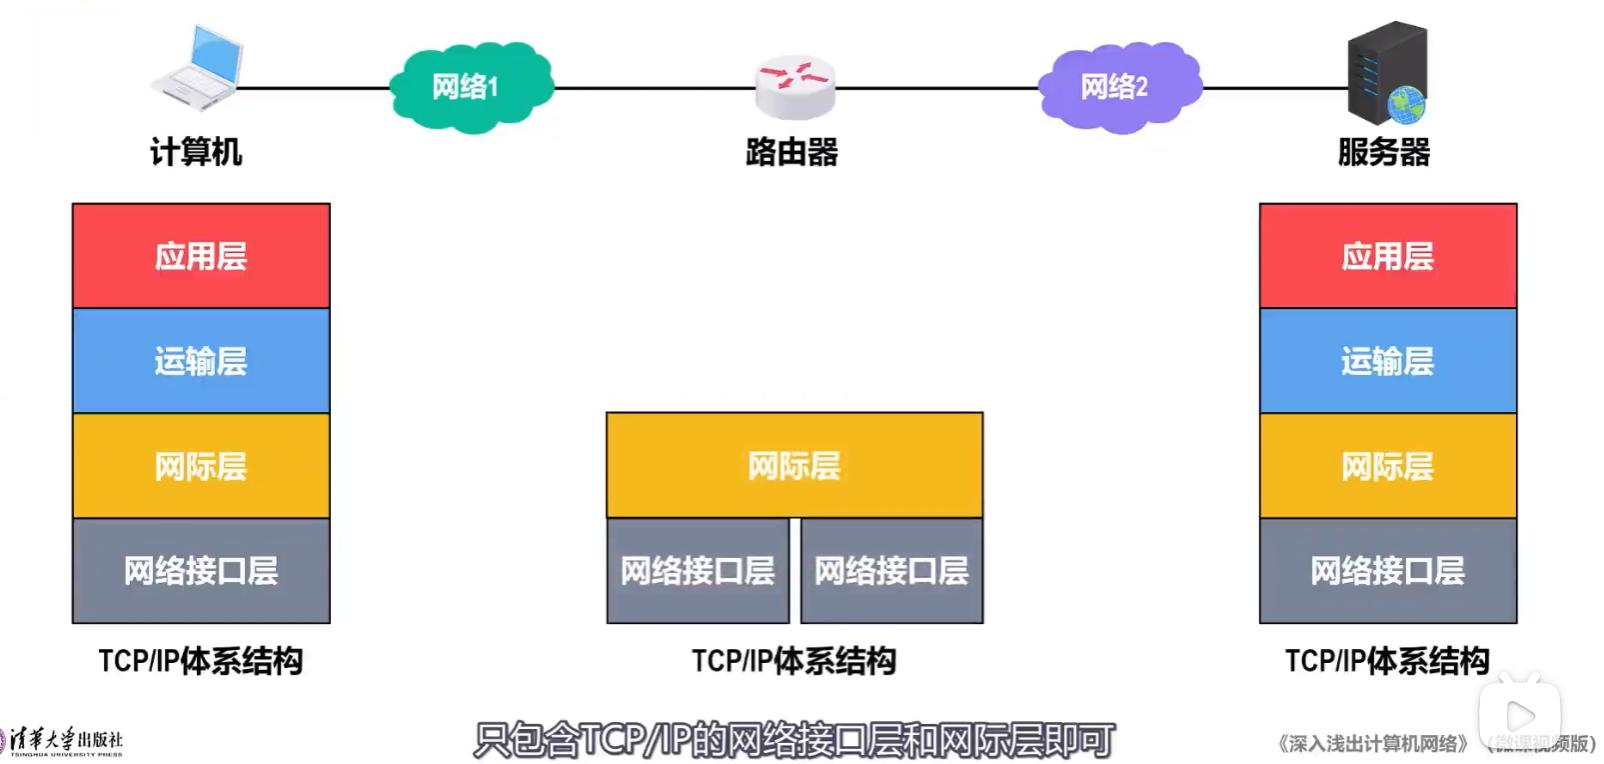 网络1
网络2
计算机
路由器
服务器
应用层
应用层
运输层
运输层
网际层
网际层
网际层
网络接口层
网络接口层
网络接口层
网络接口层
TCP/IP体系结构
TCP/IP体系结构
TCP/IP体系结构
只包含TCP/IP的网络接口层和网际层即可
清华大学出版社
TSINGHUA UNIVERSITY PRESS
《深入浅出计算机网络》（微课视频版）